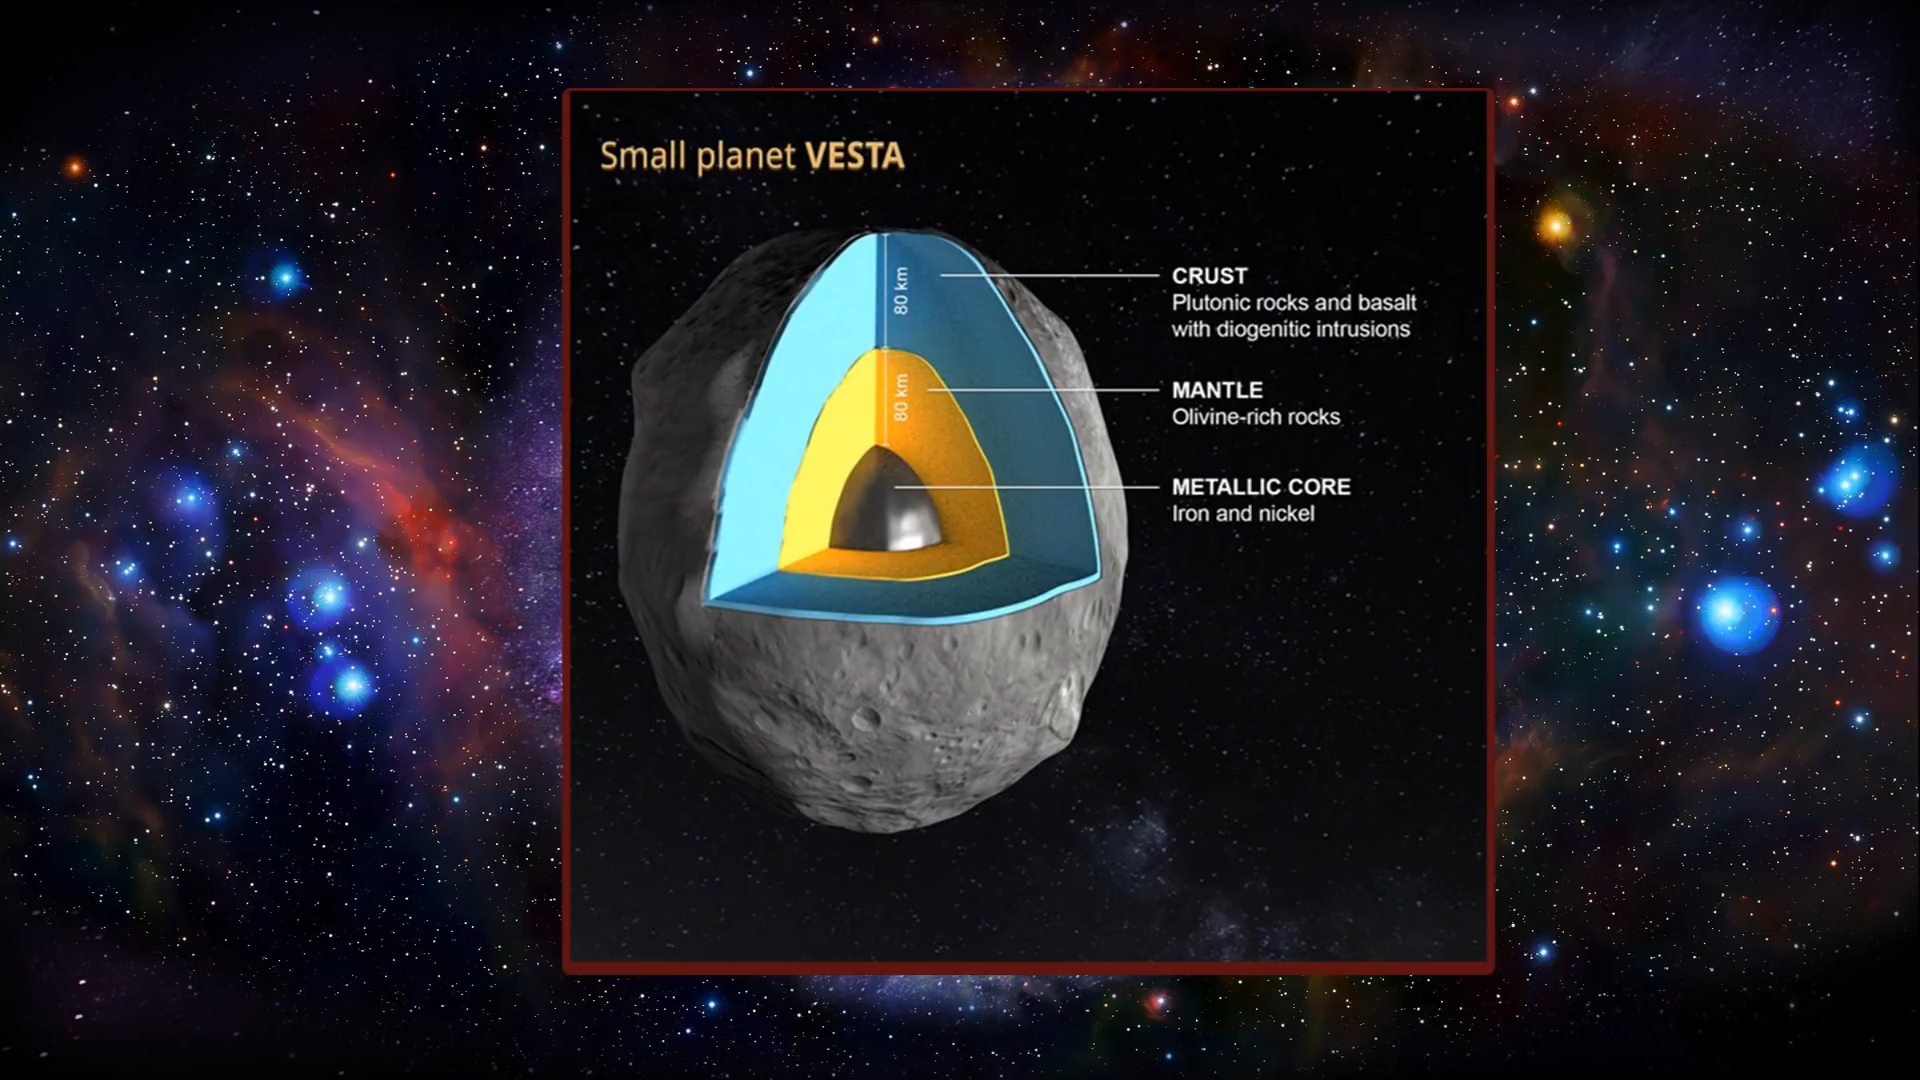 Small planet VESTA
80 km
CRUST
Plutonic rocks and basalt
with diogenitic intrusions
80 km
MANTLE
Olivine-rich rocks
METALLIC CORE
Iron and nickel